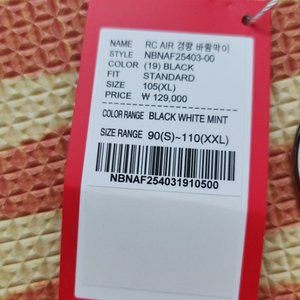 NAME RC AIR 경량 바람막이
STYLE NBNAF25403-00
COLOR (19) BLACK
FIT STANDARD
SIZE 105(XL)
PRICE ₩ 129,000
COLOR RANGE BLACK WHITE MINT
SIZE RANGE 90(S)~110(XXL)
NBNAF254031910500